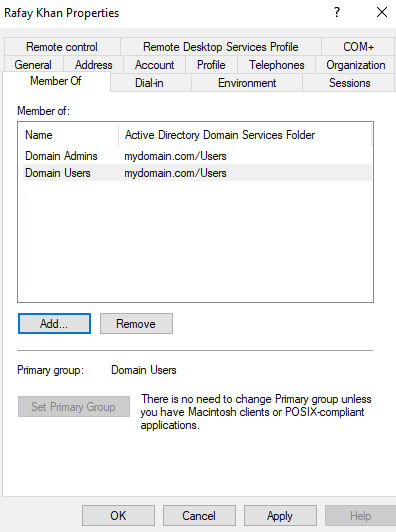 Rafay Khan Properties
?
Remote control Remote Desktop Services Profile COM+
General Address Account Profile Telephones Organization
Member Of Dial-in Environment Sessions
Member of:
Name Active Directory Domain Services Folder
Domain Admins mydomain.com/Users
Domain Users mydomain.com/Users
Add... Remove
Primary group: Domain Users
Set Primary Group
There is no need to change Primary group unless
you have Macintosh clients or POSIX-compliant
applications.
OK Cancel Apply Help